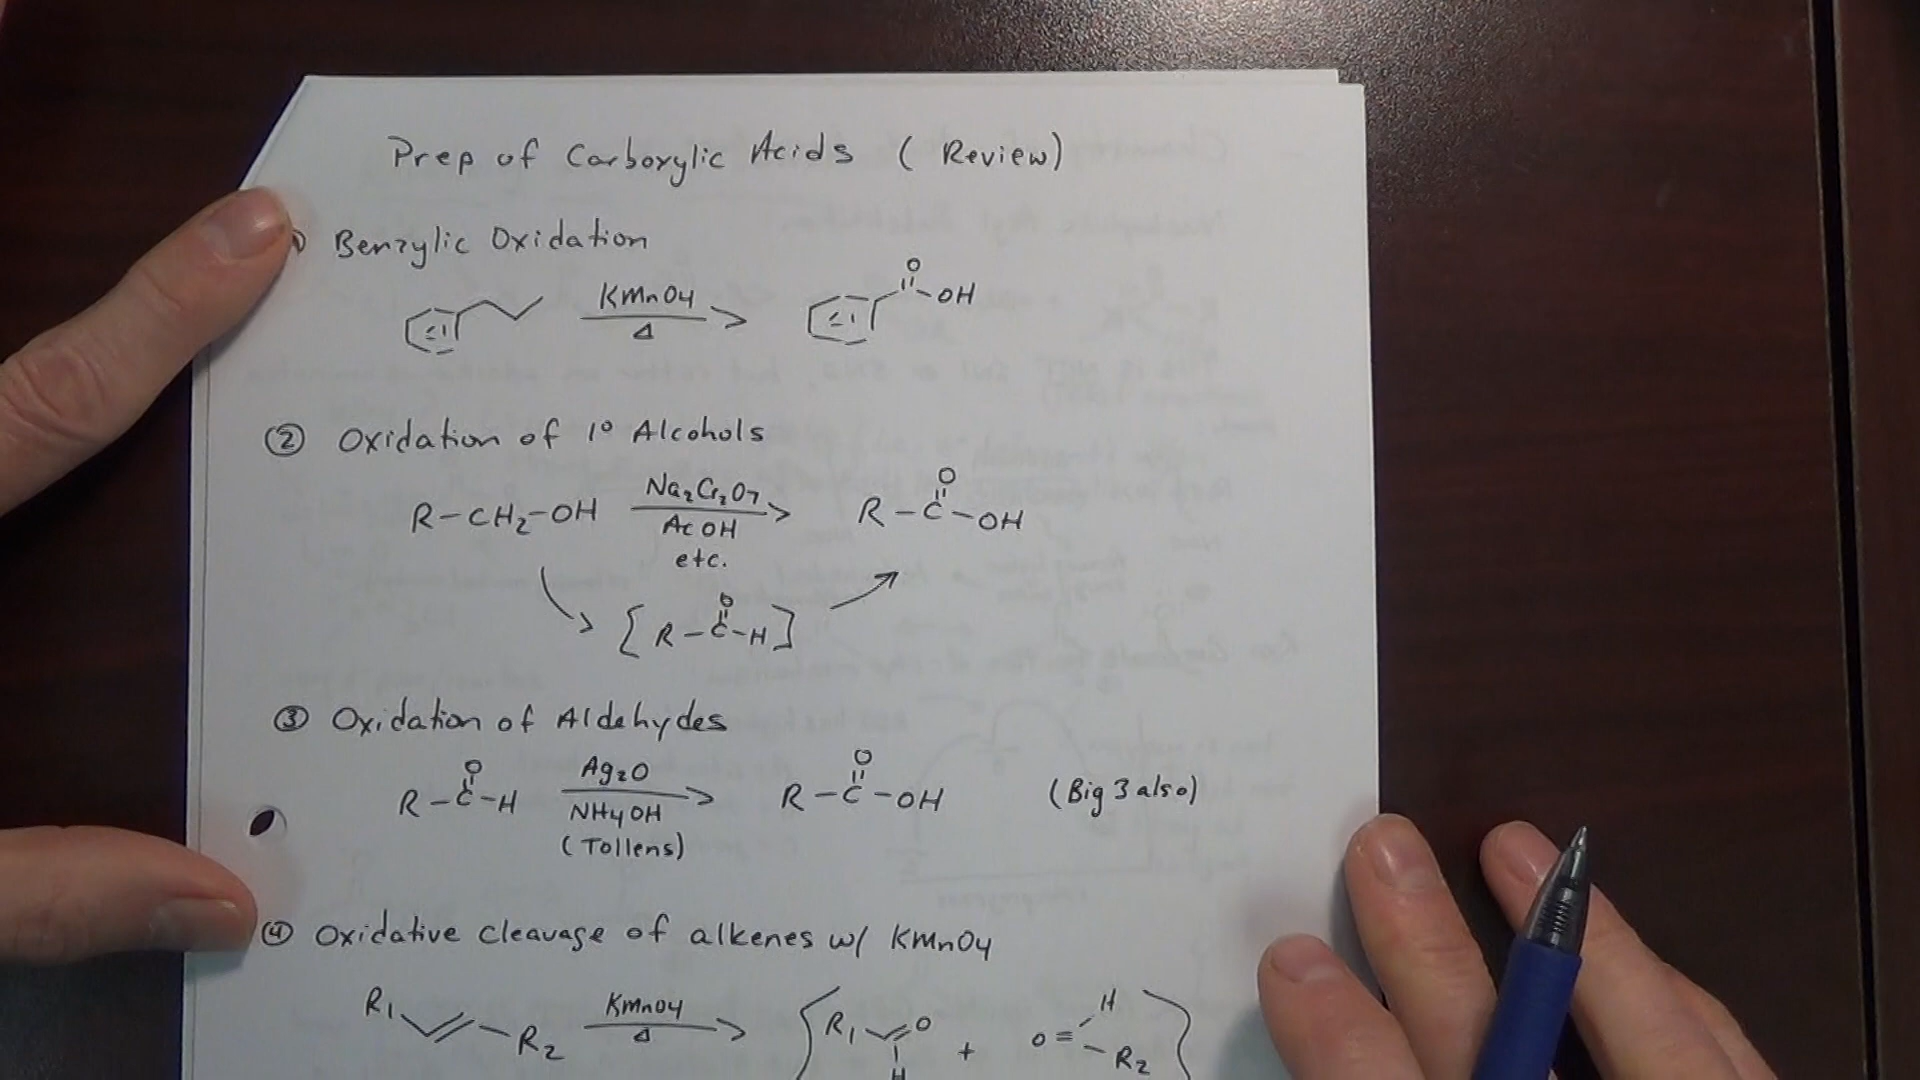 Prep of Carboxylic Acids (Review)
Benzylic Oxidation
KMnO4
Δ
O
OH
② Oxidation of 1° Alcohols
R-CH2-OH
Na2Cr2O7
AcOH
etc.
O
R-C-OH
O
[R-C-H]
③ Oxidation of Aldehydes
O
R-C-H
Ag2O
NH4OH
(Tollens)
O
R-C-OH
(Big 3 also)
④ Oxidative cleavage of alkenes w/ KMnO4
R1
R2
KMnO4
Δ
R1
O
H
+
O
H
R2